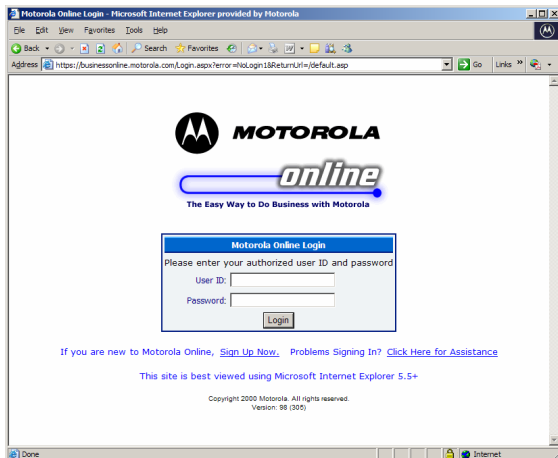 Motorola Online Login - Microsoft Internet Explorer provided by Motorola
File Edit View Favorites Tools Help
Back Search Favorites
Address https://businessonline.motorola.com/Login.aspx?error=NoLogin1&ReturnUrl=/default.asp Go Links »
MOTOROLA
online
The Easy Way to Do Business with Motorola
Motorola Online Login
Please enter your authorized user ID and password
User ID:
Password:
Login
If you are new to Motorola Online, Sign Up Now. Problems Signing In? Click Here for Assistance
This site is best viewed using Microsoft Internet Explorer 5.5+
Copyright 2000 Motorola. All rights reserved.
Version: 98 (306)
Done Internet